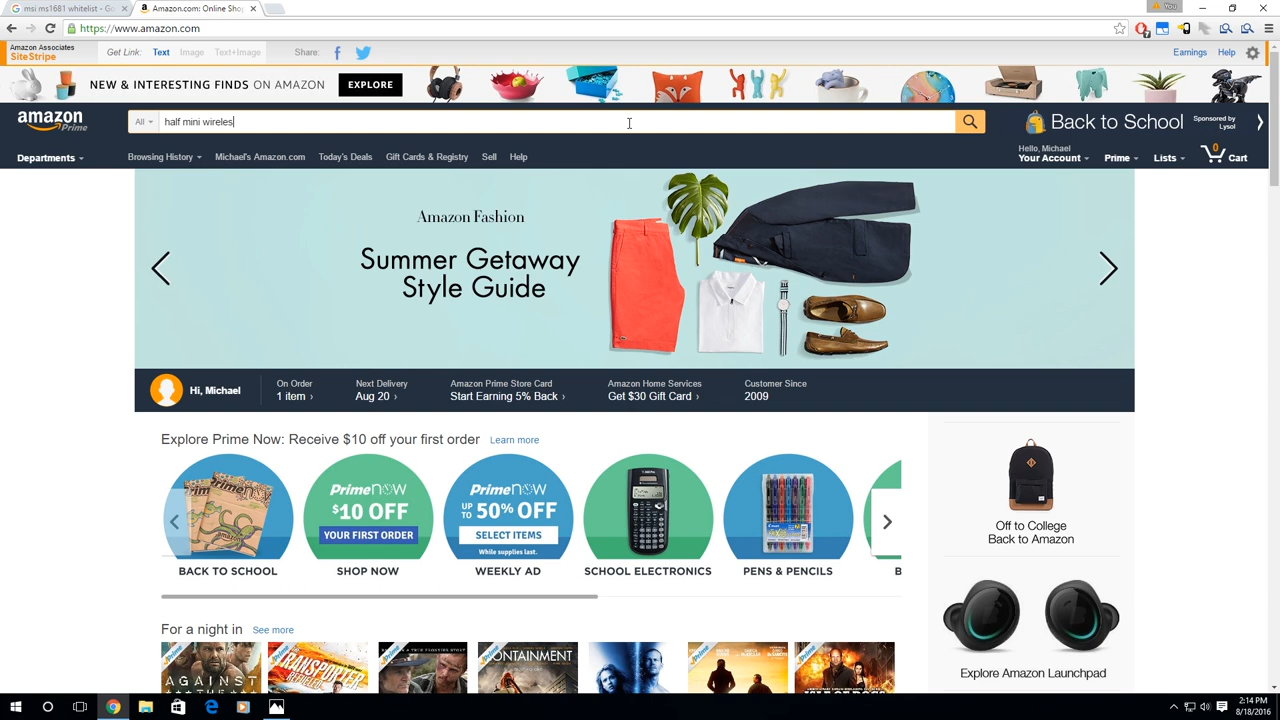 msi ms1681 whitelist - Go
Amazon.com: Online Sho
You
https://www.amazon.com
Amazon Associates
SiteStripe
Get Link: Text Image Text+Image Share:
Earnings Help
NEW & INTERESTING FINDS ON AMAZON EXPLORE
amazon
Prime
All
half mini wireles
Back to School
Sponsored by
Lysol
Departments
Browsing History Michael's Amazon.com Today's Deals Gift Cards & Registry Sell Help
Hello, Michael
Your Account Prime Lists 0 Cart
Amazon Fashion
Summer Getaway
Style Guide
Hi, Michael
On Order
1 item ›
Next Delivery
Aug 20 ›
Amazon Prime Store Card
Start Earning 5% Back ›
Amazon Home Services
Get $30 Gift Card ›
Customer Since
2009
Explore Prime Now: Receive $10 off your first order Learn more
Prime now
$10 OFF
YOUR FIRST ORDER
Prime now
UP TO 50% OFF
SELECT ITEMS
While supplies last.
BACK TO SCHOOL
SHOP NOW
WEEKLY AD
SCHOOL ELECTRONICS
PENS & PENCILS
B
Off to College
Back to Amazon
Explore Amazon Launchpad
For a night in See more
AGAINST THE
TRANSPORTER
ONTAINMENT
2:14 PM
8/18/2016